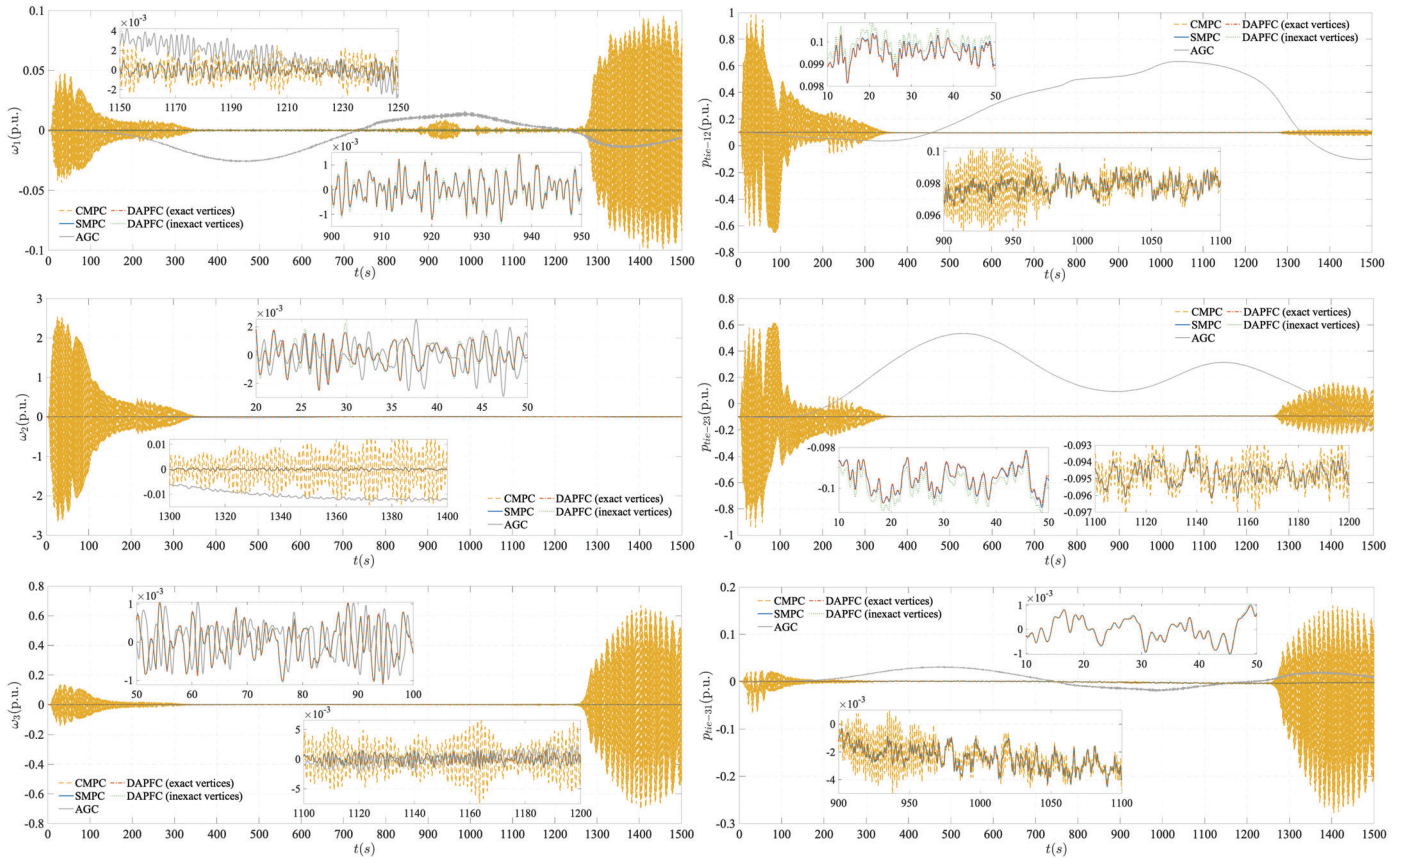 0.1
0.05
0
-0.05
-0.1
ω1(p.u.)
×10-3
4
2
0
-2
1150 1170 1190 1210 1230 1250
×10-3
1
0
-1
900 910 920 930 940 950
CMPC DAPFC (exact vertices)
SMPC DAPFC (inexact vertices)
AGC
0 100 200 300 400 500 600 700 800 900 1000 1100 1200 1300 1400 1500
t(s)
1
0.8
0.6
0.4
0.2
0
-0.2
-0.4
-0.6
-0.8
ptie−12(p.u.)
0.1
0.099
0.098
10 20 30 40 50
CMPC DAPFC (exact vertices)
SMPC DAPFC (inexact vertices)
AGC
0.1
0.098
0.096
900 950 1000 1050 1100
0 100 200 300 400 500 600 700 800 900 1000 1100 1200 1300 1400 1500
t(s)
3
2
1
0
-1
-2
-3
ω2(p.u.)
×10-3
2
0
-2
20 25 30 35 40 45 50
0.01
0
-0.01
1300 1320 1340 1360 1380 1400
CMPC DAPFC (exact vertices)
SMPC DAPFC (inexact vertices)
AGC
0 100 200 300 400 500 600 700 800 900 1000 1100 1200 1300 1400 1500
t(s)
1
0.8
0.6
0.4
0.2
0
-0.2
-0.4
-0.6
-0.8
-1
ptie−23(p.u.)
CMPC DAPFC (exact vertices)
SMPC DAPFC (inexact vertices)
AGC
-0.098
-0.1
10 20 30 40 50
-0.093
-0.094
-0.095
-0.096
-0.097
1100 1120 1140 1160 1180 1200
0 100 200 300 400 500 600 700 800 900 1000 1100 1200 1300 1400 1500
t(s)
0.8
0.6
0.4
0.2
0
-0.2
-0.4
-0.6
-0.8
ω3(p.u.)
×10-3
1
0
-1
50 60 70 80 90 100
×10-3
5
0
-5
1100 1120 1140 1160 1180 1200
CMPC DAPFC (exact vertices)
SMPC DAPFC (inexact vertices)
AGC
0 100 200 300 400 500 600 700 800 900 1000 1100 1200 1300 1400 1500
t(s)
0.2
0.1
0
-0.1
-0.2
-0.3
ptie−31(p.u.)
CMPC DAPFC (exact vertices)
SMPC DAPFC (inexact vertices)
AGC
×10-3
1
0
-1
10 20 30 40 50
×10-3
0
-2
-4
900 950 1000 1050 1100
0 100 200 300 400 500 600 700 800 900 1000 1100 1200 1300 1400 1500
t(s)